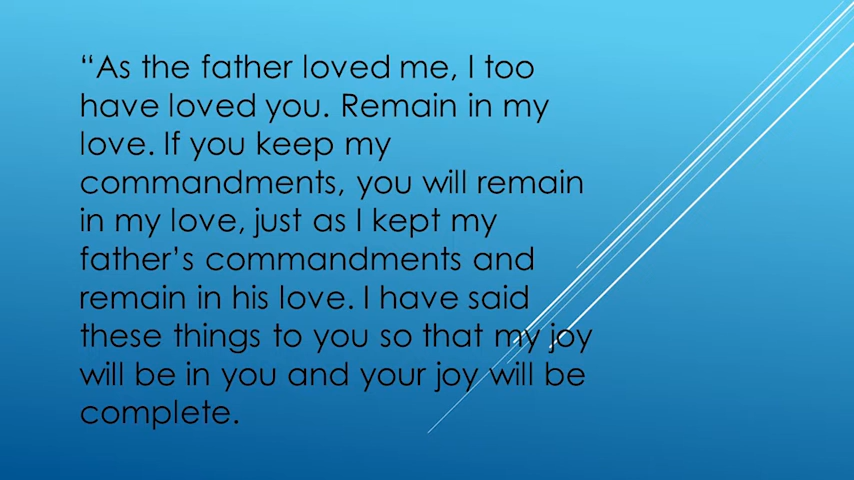 “As the father loved me, I too
have loved you. Remain in my
love. If you keep my
commandments, you will remain
in my love, just as I kept my
father’s commandments and
remain in his love. I have said
these things to you so that my joy
will be in you and your joy will be
complete.